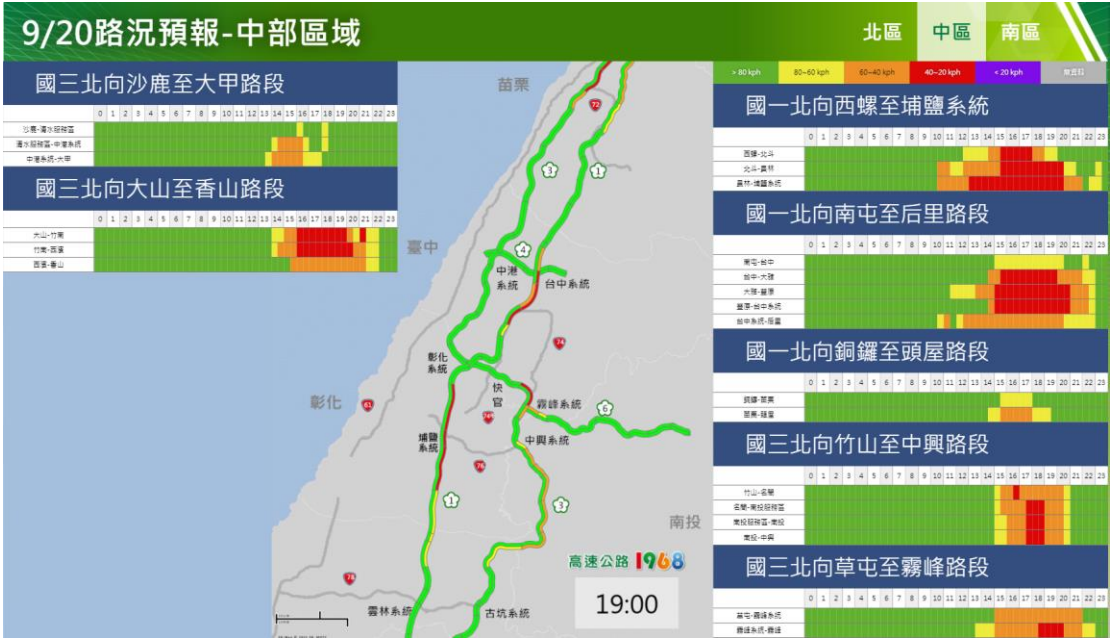 9/20路況預報-中部區域
北區 中區 南區
國三北向沙鹿至大甲路段
0 1 2 3 4 5 6 7 8 9 10 11 12 13 14 15 16 17 18 19 20 21 22 23
沙鹿-清水服務區
清水服務區-中港系統
中港系統-大甲
國三北向大山至香山路段
0 1 2 3 4 5 6 7 8 9 10 11 12 13 14 15 16 17 18 19 20 21 22 23
大山-竹南
竹南-西濱
西濱-香山
苗栗
臺中
彰化
南投
72
3
1
4
中港
系統
台中系統
74
彰化
系統
快
官
霧峰系統
6
61
中興系統
埔鹽
系統
76
1
3
78
雲林系統
古坑系統
高速公路 1968
19:00
> 80 kph 80~60 kph 60~40 kph 40~20 kph < 20 kph
國一北向西螺至埔鹽系統
0 1 2 3 4 5 6 7 8 9 10 11 12 13 14 15 16 17 18 19 20 21 22 23
西螺-北斗
北斗-員林
員林-埔鹽系統
國一北向南屯至后里路段
0 1 2 3 4 5 6 7 8 9 10 11 12 13 14 15 16 17 18 19 20 21 22 23
南屯-台中
台中-大雅
大雅-豐原
豐原-台中系統
台中系統-后里
國一北向銅鑼至頭屋路段
0 1 2 3 4 5 6 7 8 9 10 11 12 13 14 15 16 17 18 19 20 21 22 23
銅鑼-苗栗
苗栗-頭屋
國三北向竹山至中興路段
0 1 2 3 4 5 6 7 8 9 10 11 12 13 14 15 16 17 18 19 20 21 22 23
竹山-名間
名間-南投服務區
南投服務區-南投
南投-中興
國三北向草屯至霧峰路段
0 1 2 3 4 5 6 7 8 9 10 11 12 13 14 15 16 17 18 19 20 21 22 23
草屯-霧峰系統
霧峰系統-霧峰